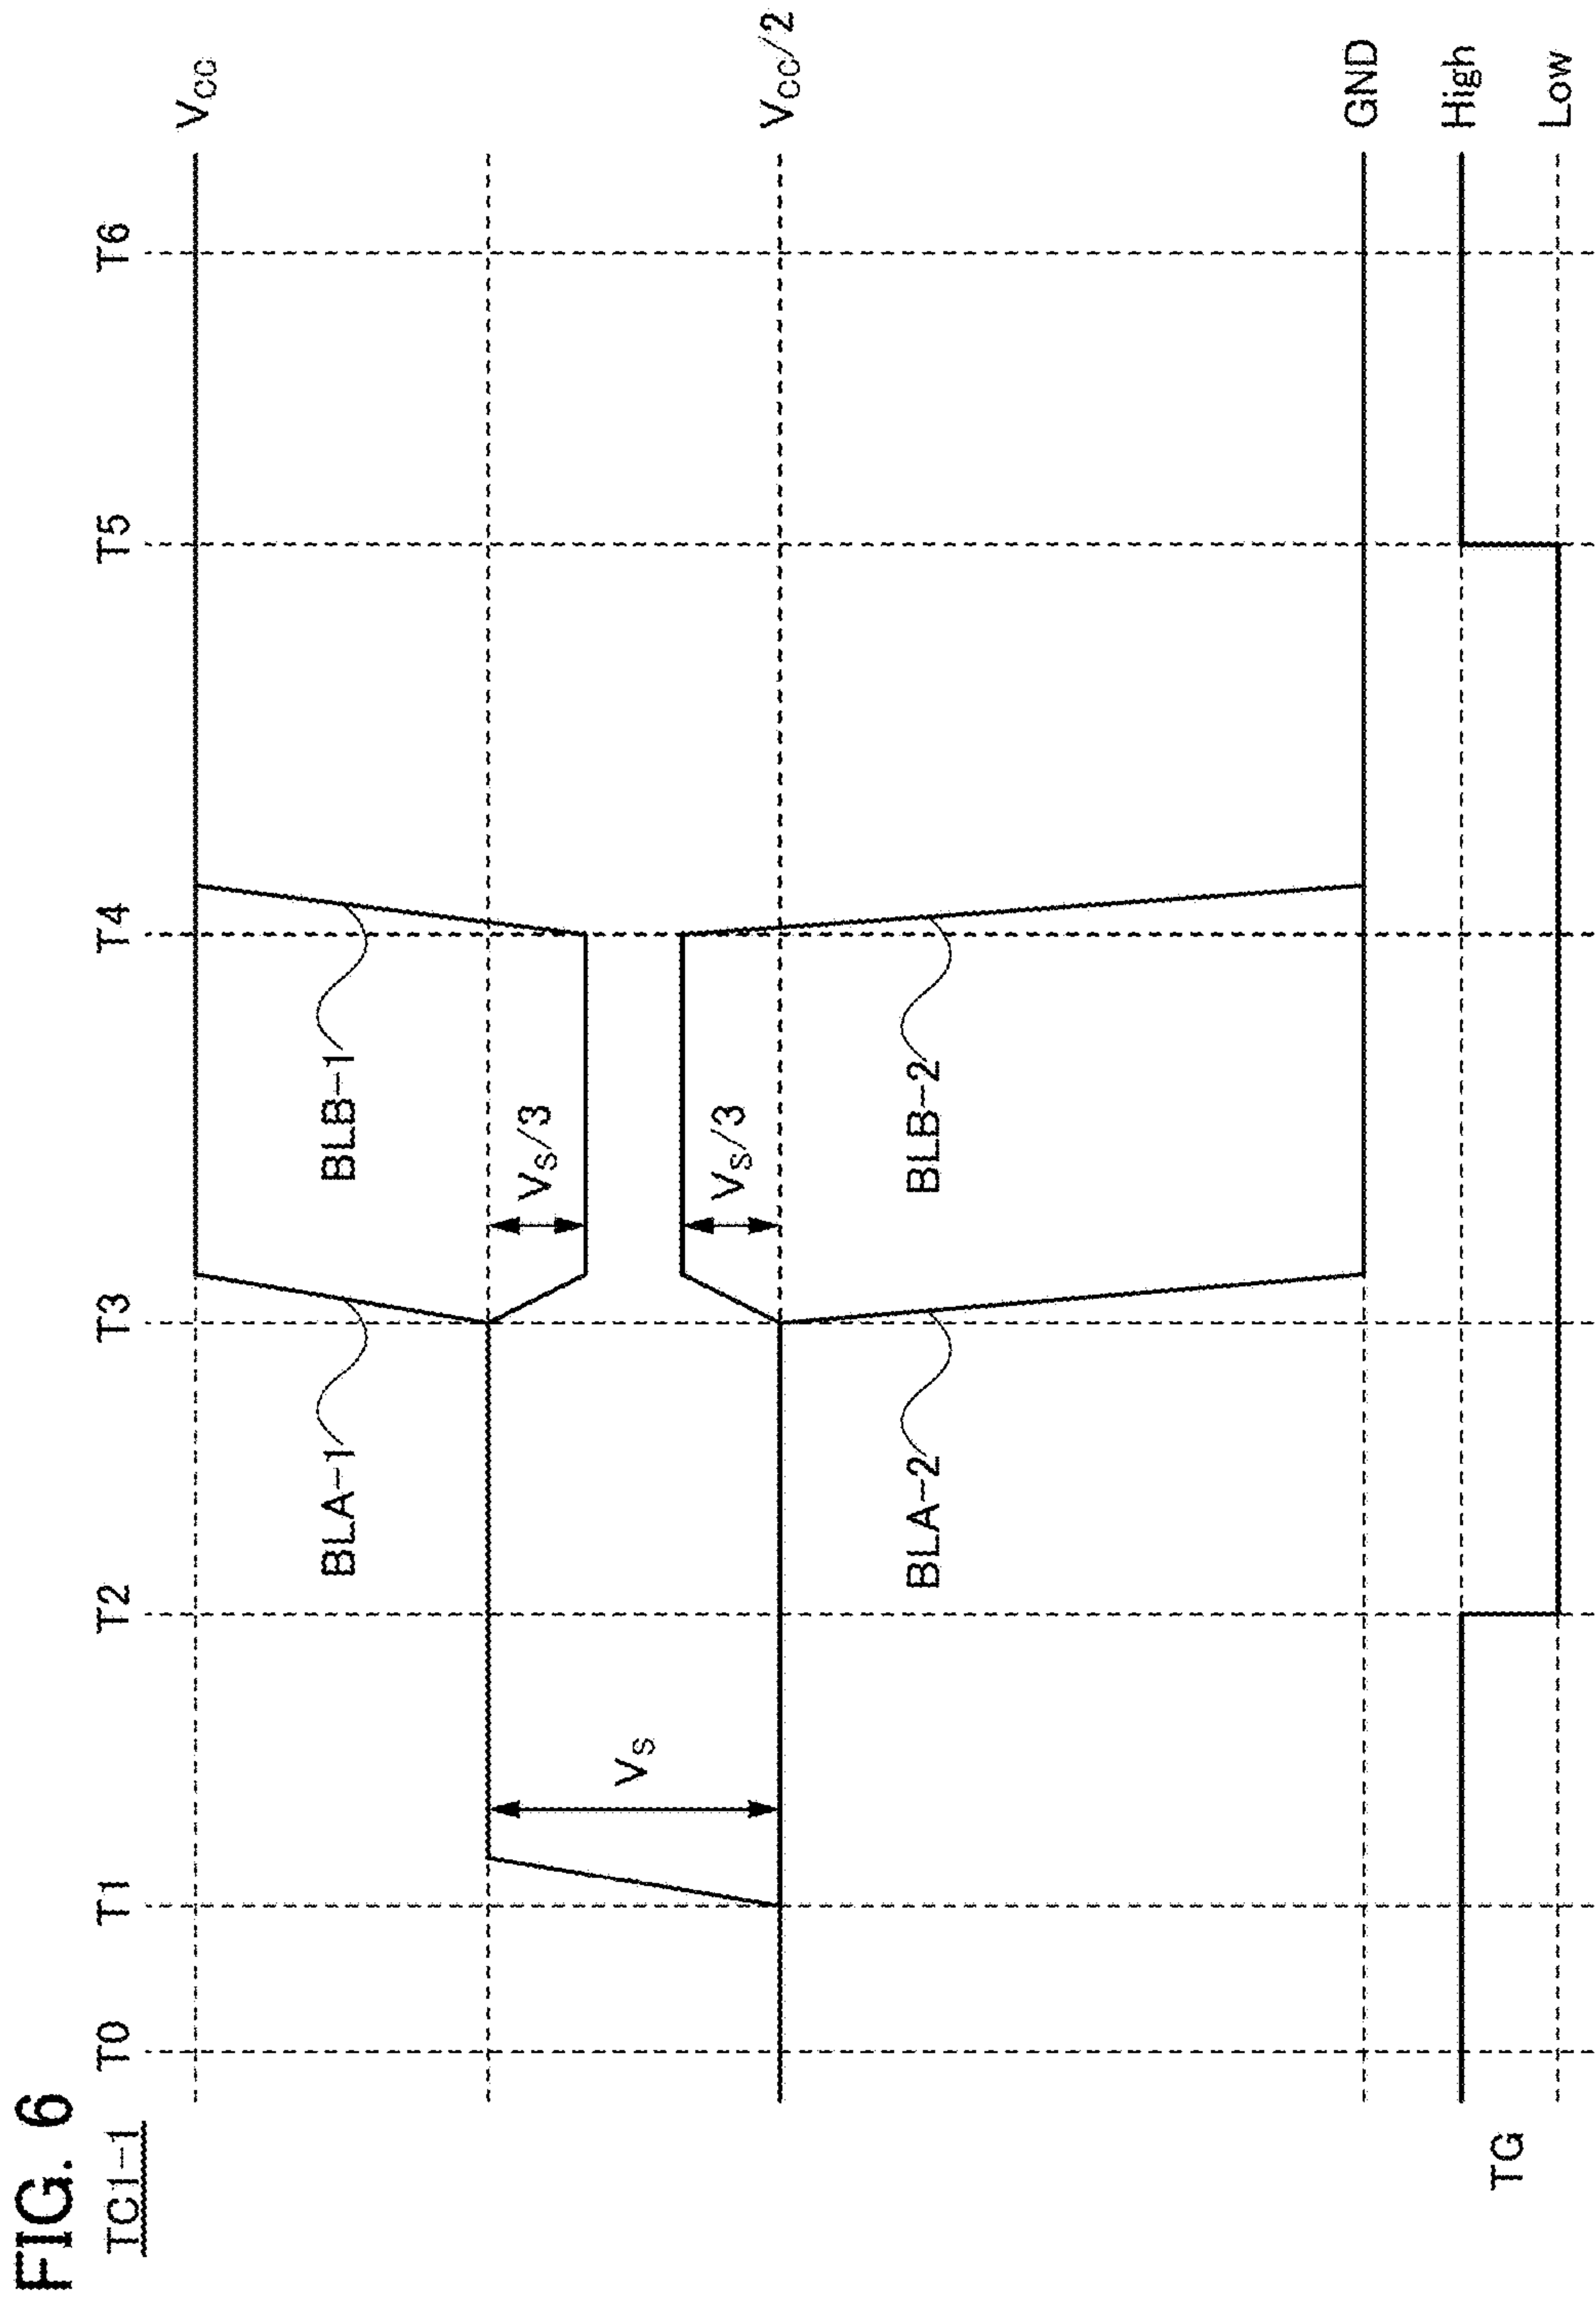 FIG. 6
TC1-1
T0 T1 T2 T3 T4 T5 T6
VCC
BLA-1
BLB-1
VS
VS/3
VS/3
VCC/2
BLA-2
BLB-2
GND
TG
High
Low